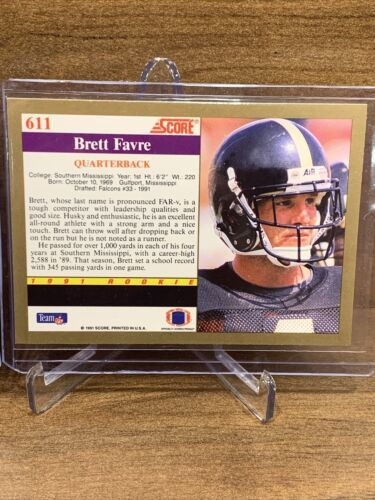 611
SCORE
Brett Favre
QUARTERBACK
College: Southern Mississippi Year: 1st Ht.: 6'2" Wt.: 220
Born: October 10, 1969 Gulfport, Mississippi
Drafted: Falcons #33 - 1991
Brett, whose last name is pronounced FAR-v, is a
tough competitor with leadership qualities and
good size. Husky and enthusiastic, he is an excellent
all-round athlete with a strong arm and a nice
touch. Brett can throw well after dropping back or
on the run but he is not noted as a runner.
He passed for over 1,000 yards in each of his four
years at Southern Mississippi, with a career-high
2,588 in '89. That season, Brett set a school record
with 345 passing yards in one game.
1991 ROOKIE
Team NFL
© 1991 SCORE, PRINTED IN U.S.A.
AiR